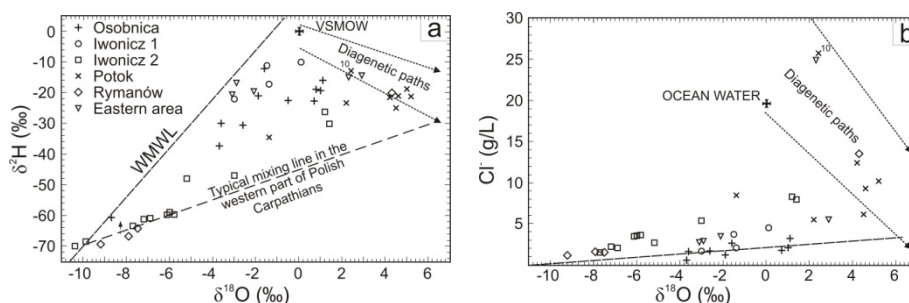 a
VSMOW
+ Osobnica
○ Iwonicz 1
□ Iwonicz 2
× Potok
◇ Rymanów
▽ Eastern area
Diagenetic paths
10
WMWL
Typical mixing line in the
western part of Polish
Carpathians
δ²H (‰)
0
-10
-20
-30
-40
-50
-60
-70
-10 -8 -6 -4 -2 0 2 4 6
δ¹⁸O (‰)
b
OCEAN WATER
Diagenetic paths
10
Cl⁻ (g/L)
30
25
20
15
10
5
-10 -8 -6 -4 -2 0 2 4 6
δ¹⁸O (‰)